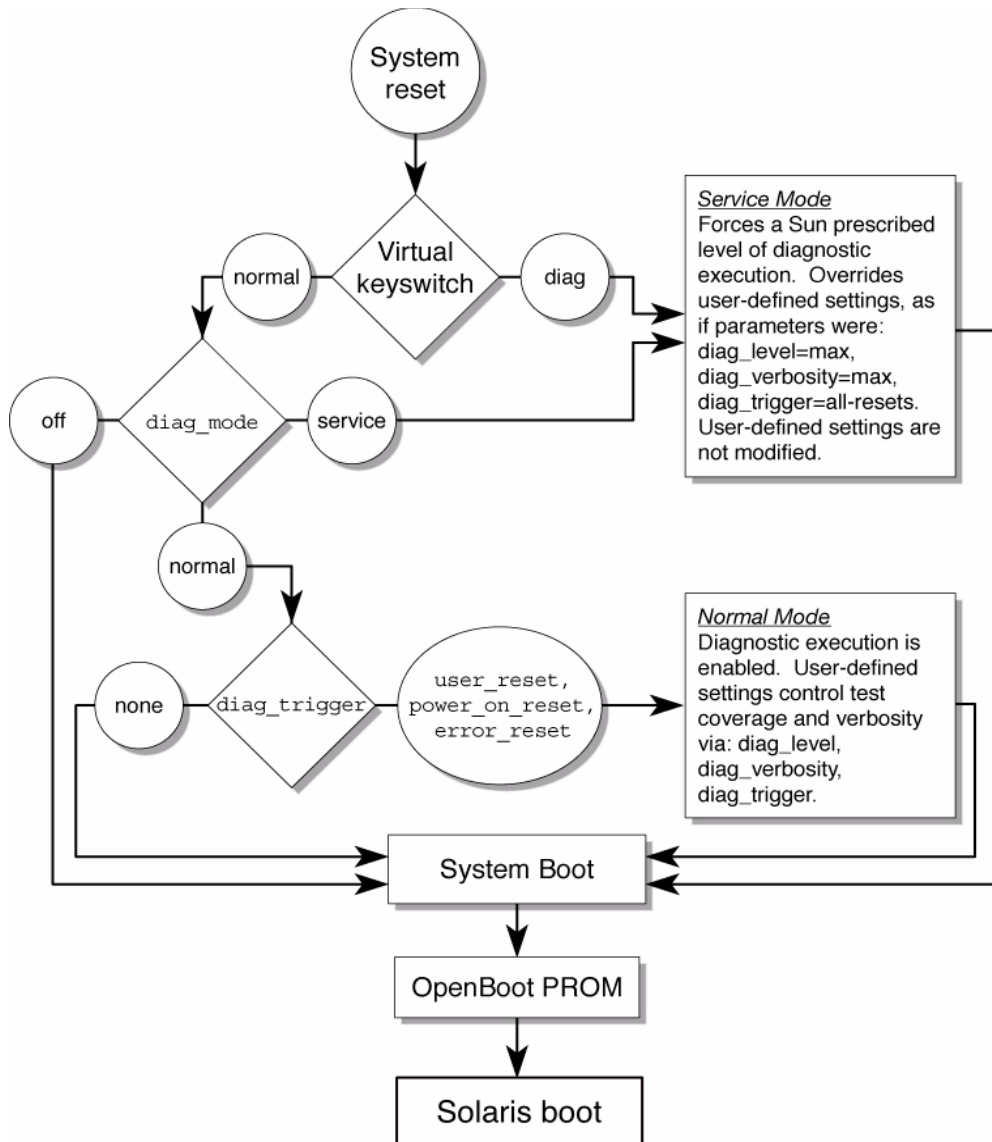 System
reset
Virtual
keyswitch
normal
diag
Service Mode
Forces a Sun prescribed
level of diagnostic
execution.  Overrides
user-defined settings, as
if parameters were:
diag_level=max,
diag_verbosity=max,
diag_trigger=all-resets.
User-defined settings are
not modified.
off
diag_mode
service
normal
none
diag_trigger
user_reset,
power_on_reset,
error_reset
Normal Mode
Diagnostic execution is
enabled.  User-defined
settings control test
coverage and verbosity
via: diag_level,
diag_verbosity,
diag_trigger.
System Boot
OpenBoot PROM
Solaris boot